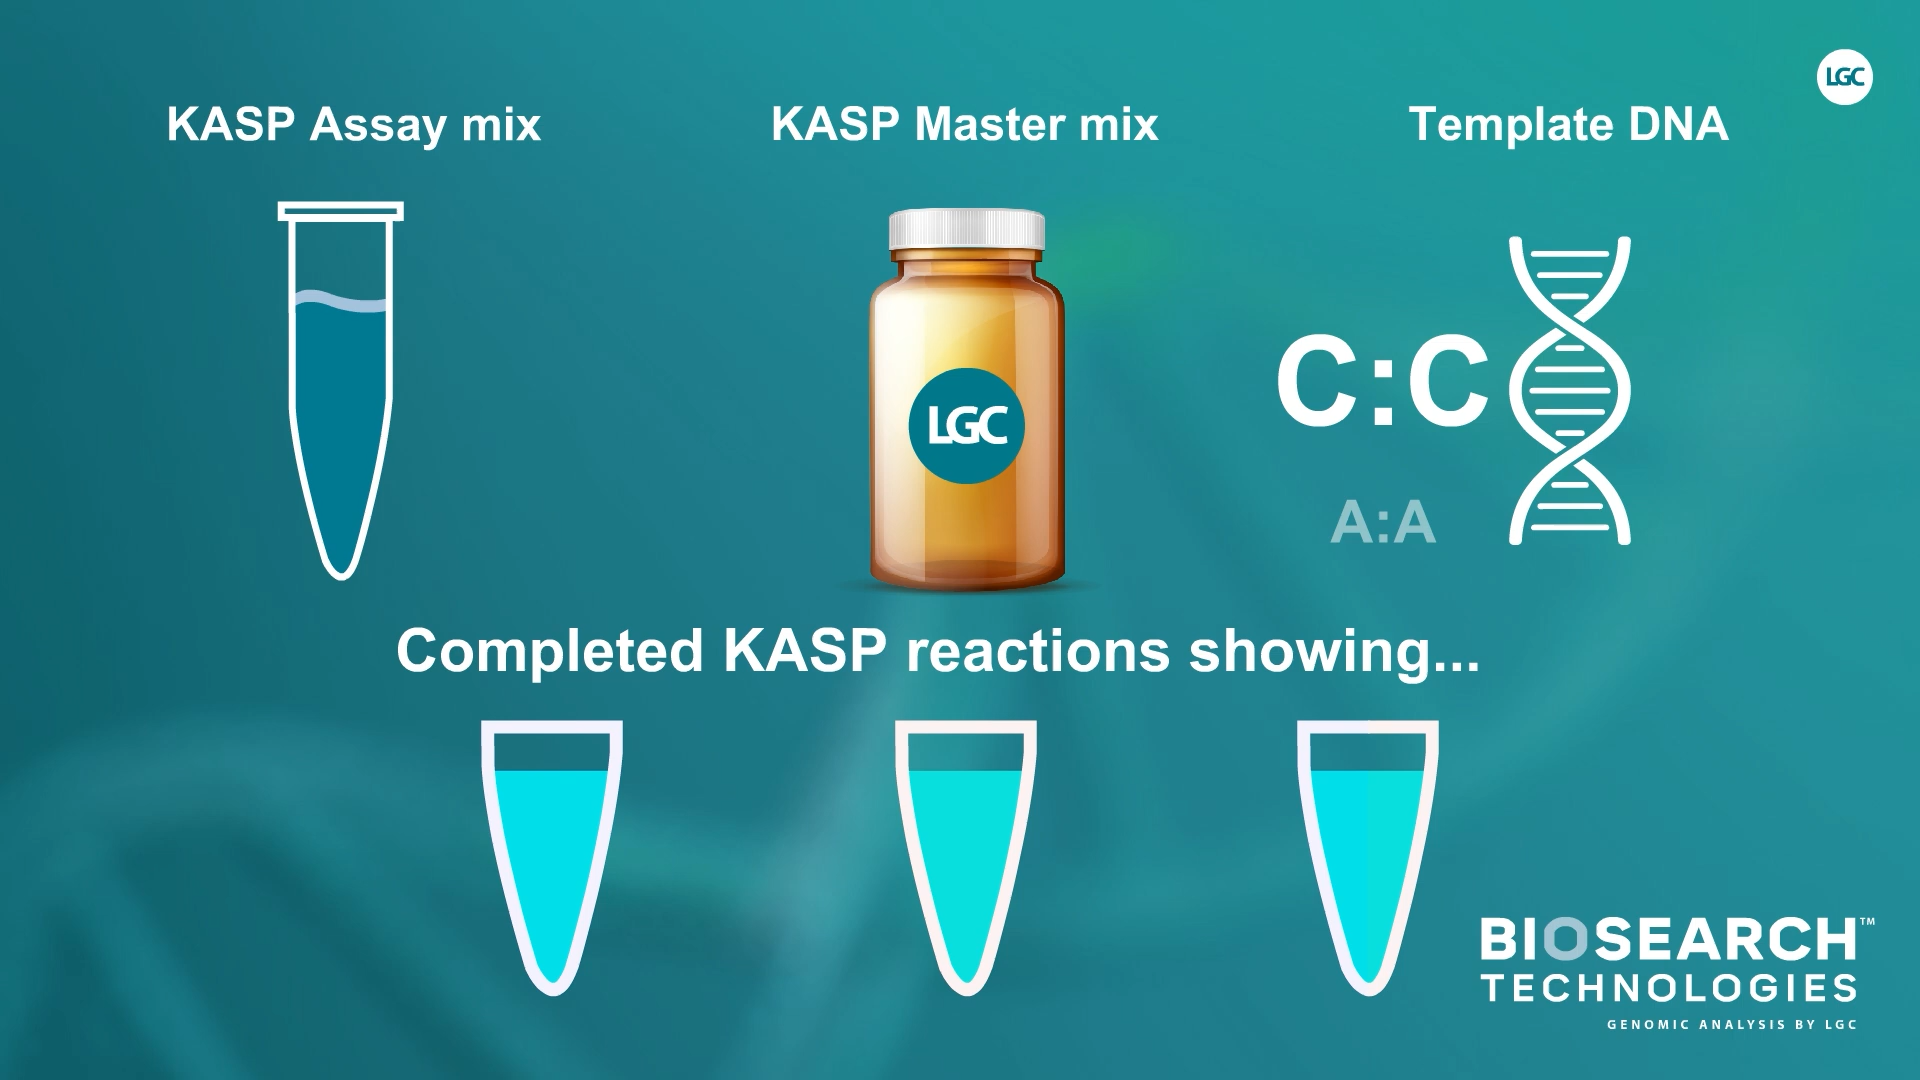 LGC
KASP Assay mix
KASP Master mix
Template DNA
LGC
C:C
A:A
Completed KASP reactions showing...
BIOSEARCH™
TECHNOLOGIES
GENOMIC ANALYSIS BY LGC